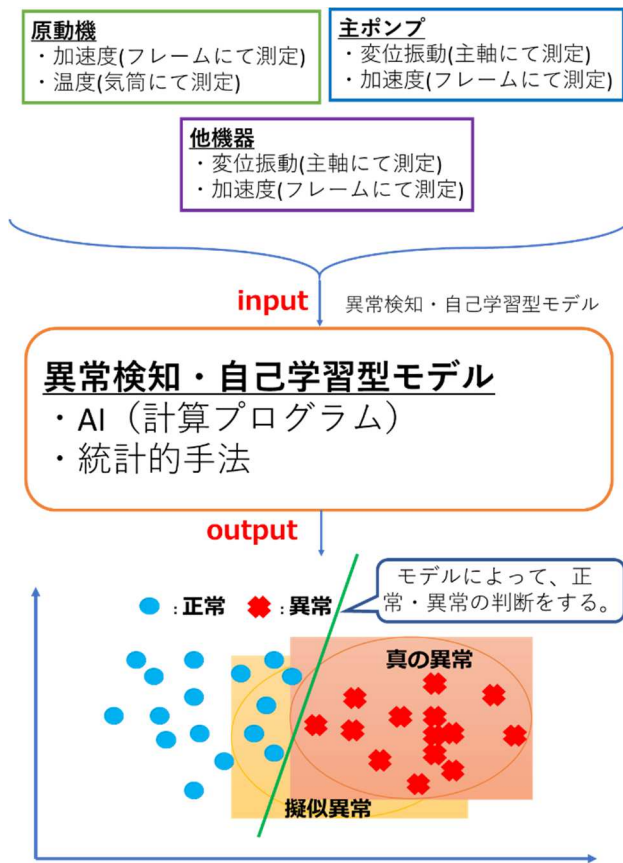 原動機
・加速度(フレームにて測定)
・温度(気筒にて測定)
主ポンプ
・変位振動(主軸にて測定)
・加速度(フレームにて測定)
他機器
・変位振動(主軸にて測定)
・加速度(フレームにて測定)
input
異常検知・自己学習型モデル
異常検知・自己学習型モデル
・AI（計算プログラム）
・統計的手法
output
モデルによって、正
常・異常の判断をする。
：正常
：異常
真の異常
擬似異常